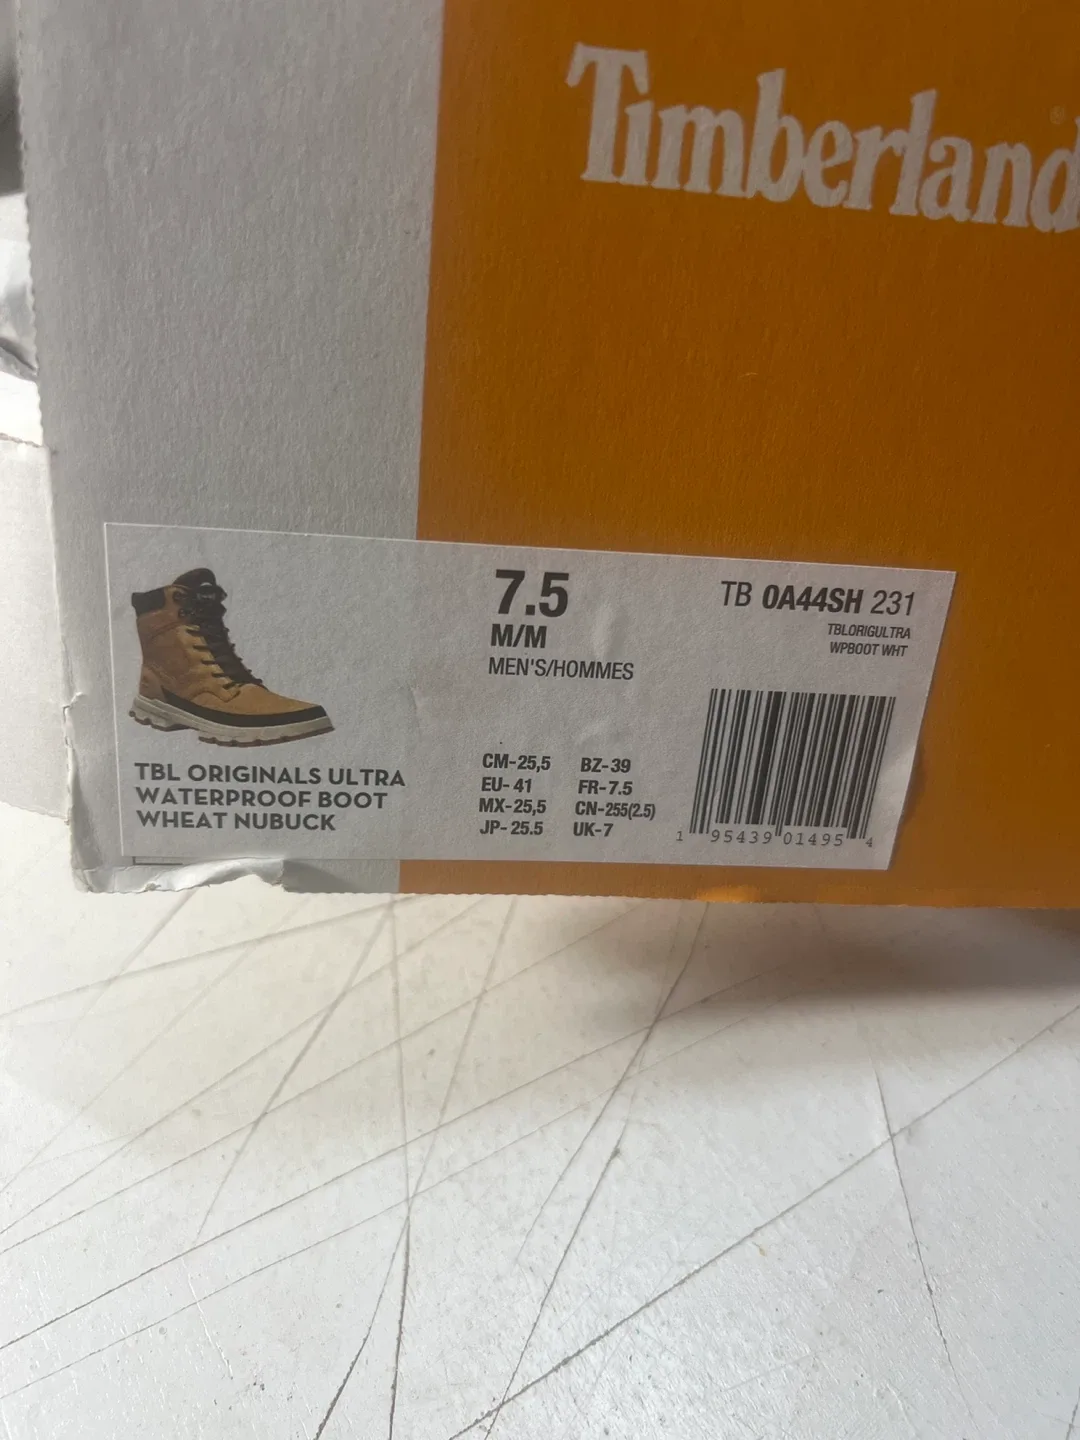 Timberland®
7.5
M/M
MEN'S/HOMMES
TB 0A44SH 231
TBLORIGULTRA
WPBOOT WHT
TBL ORIGINALS ULTRA
WATERPROOF BOOT
WHEAT NUBUCK
CM-25,5 BZ-39
EU-41 FR-7.5
MX-25,5 CN-255(2.5)
JP-25.5 UK-7
1 95439 01495 4